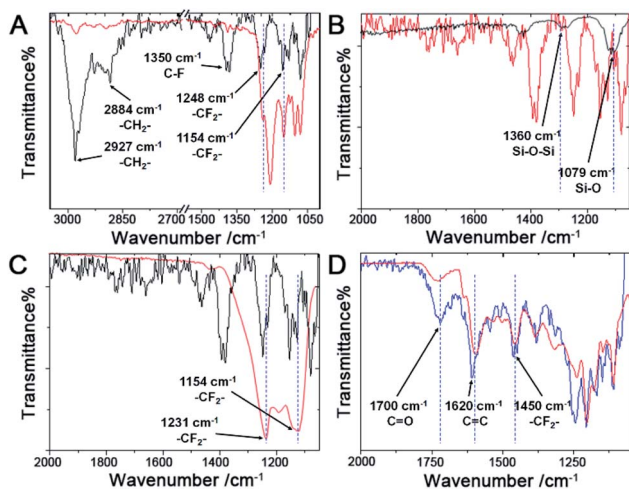 A
1350 cm-1
C-F
1248 cm-1
-CF2-
2884 cm-1
-CH2-
1154 cm-1
-CF2-
2927 cm-1
-CH2-
Transmittance%
3000 2850 2700 1500 1350 1200 1050
Wavenumber /cm-1
B
1360 cm-1
Si-O-Si
1079 cm-1
Si-O
Transmittance%
2000 1800 1600 1400 1200
Wavenumber /cm-1
C
1154 cm-1
-CF2-
1231 cm-1
-CF2-
Transmittance%
2000 1800 1600 1400 1200
Wavenumber /cm-1
D
1700 cm-1
C=O
1620 cm-1
C=C
1450 cm-1
-CF2-
Transmittance%
2000 1750 1500 1250
Wavenumber /cm-1